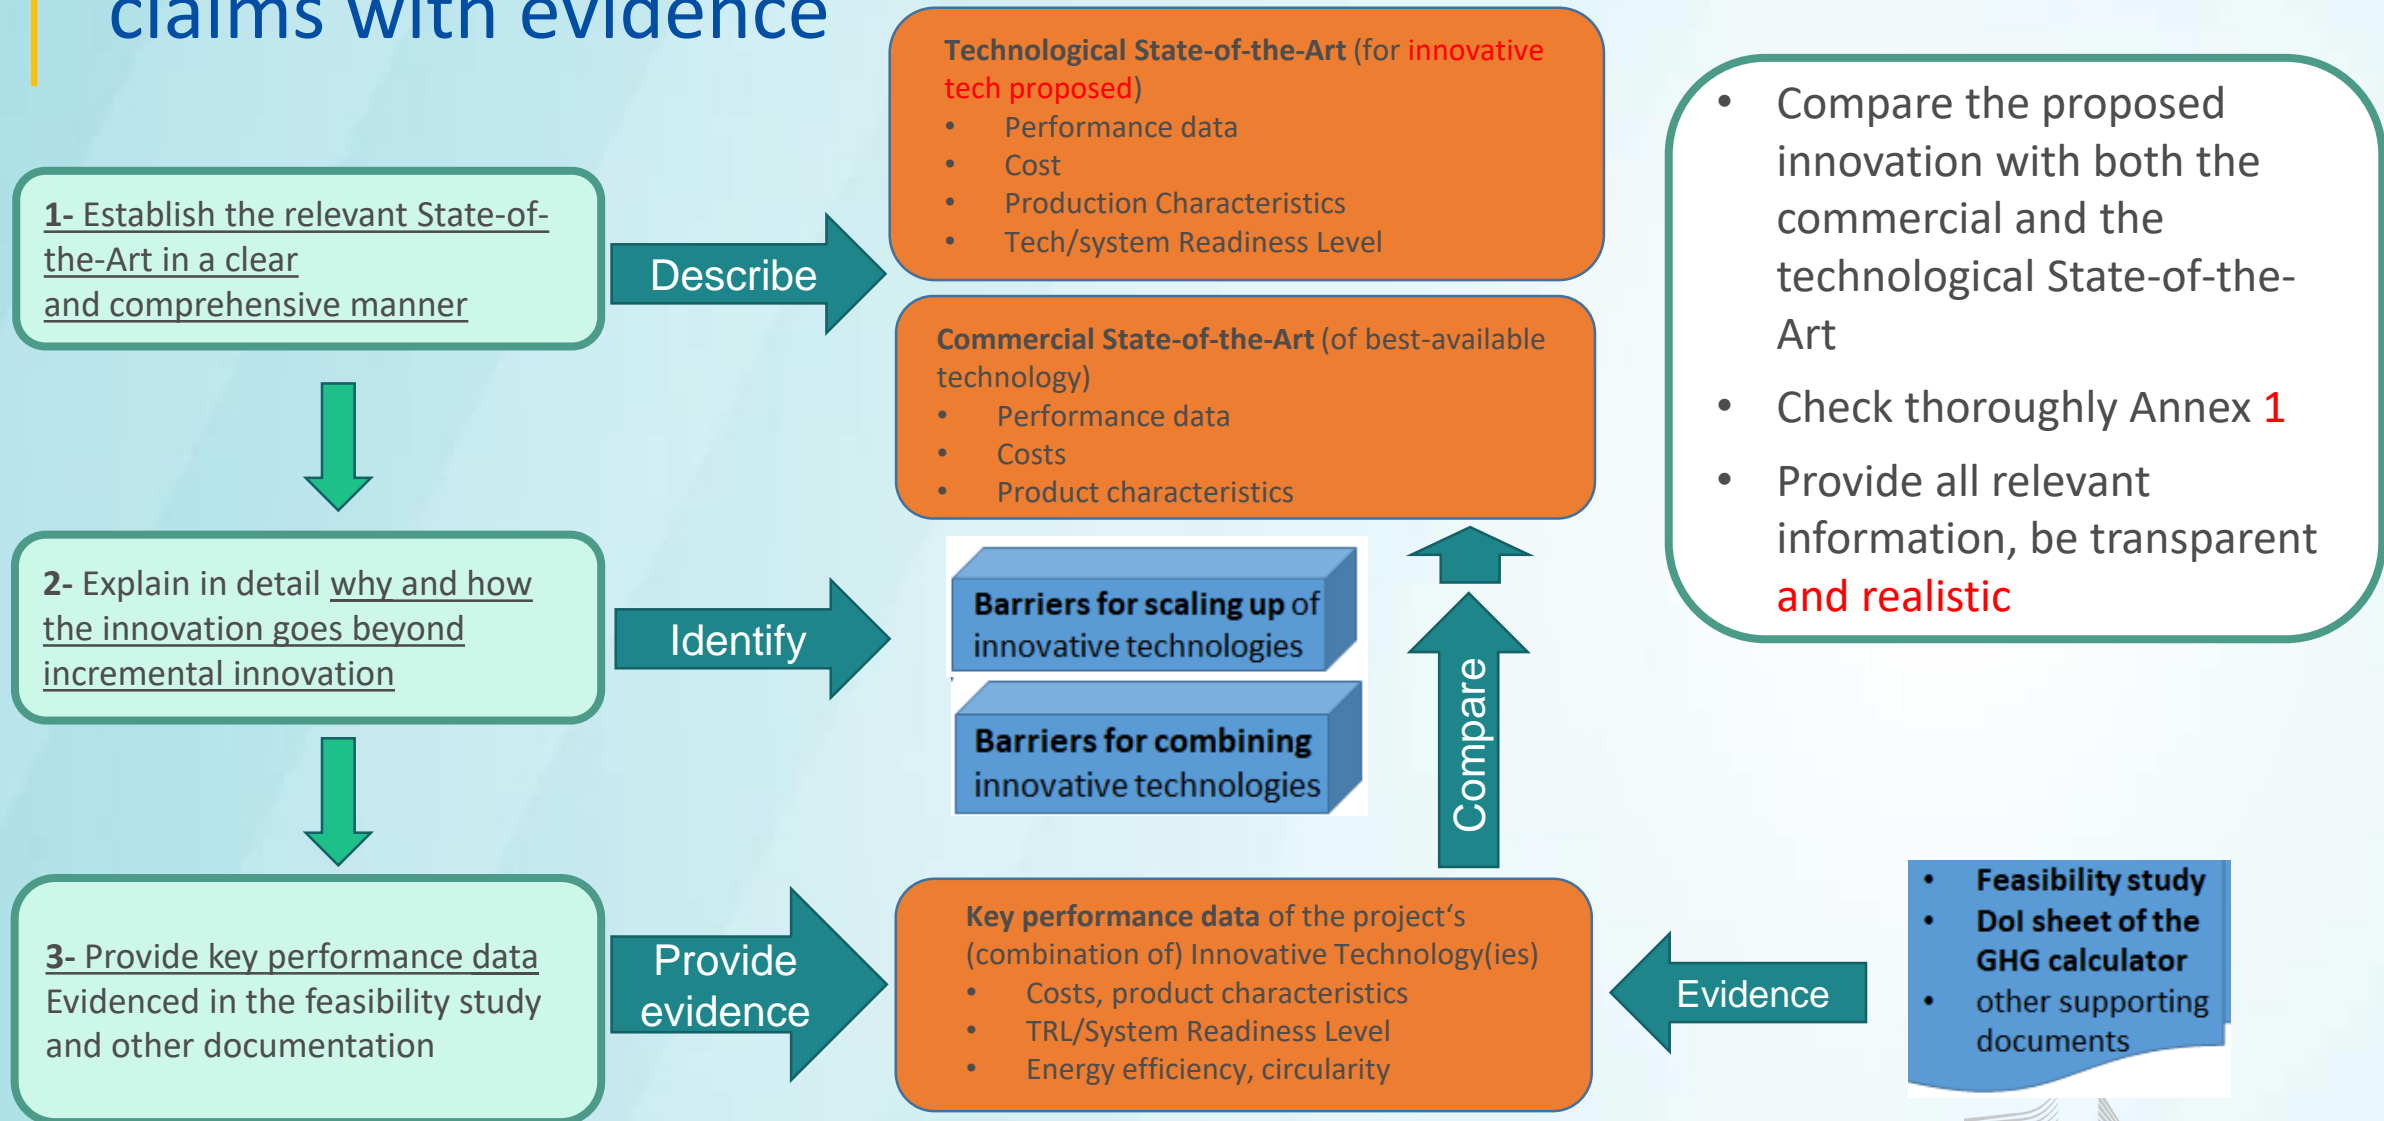 claims with evidence
1- Establish the relevant State-of-
the-Art in a clear
and comprehensive manner
Describe
Technological State-of-the-Art (for innovative
tech proposed)
• Performance data
• Cost
• Production Characteristics
• Tech/system Readiness Level
Commercial State-of-the-Art (of best-available
technology)
• Performance data
• Costs
• Product characteristics
2- Explain in detail why and how
the innovation goes beyond
incremental innovation
Identify
Barriers for scaling up of
innovative technologies
Barriers for combining
innovative technologies
Compare
3- Provide key performance data
Evidenced in the feasibility study
and other documentation
Provide
evidence
Key performance data of the project‘s
(combination of) Innovative Technology(ies)
• Costs, product characteristics
• TRL/System Readiness Level
• Energy efficiency, circularity
Evidence
• Feasibility study
• DoI sheet of the
GHG calculator
• other supporting
documents
• Compare the proposed
innovation with both the
commercial and the
technological State-of-the-
Art
• Check thoroughly Annex 1
• Provide all relevant
information, be transparent
and realistic